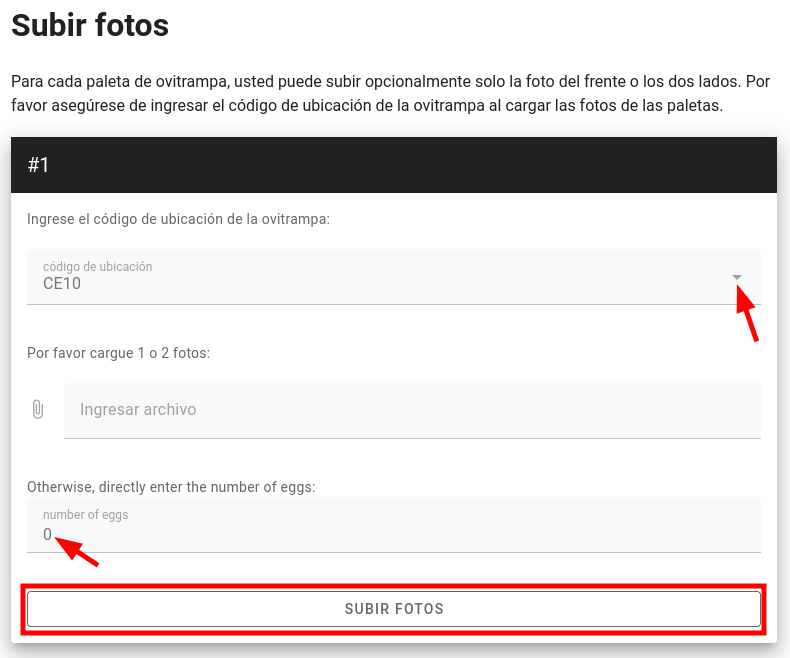 Subir fotos
Para cada paleta de ovitrampa, usted puede subir opcionalmente solo la foto del frente o los dos lados. Por
favor asegúrese de ingresar el código de ubicación de la ovitrampa al cargar las fotos de las paletas.
#1
Ingrese el código de ubicación de la ovitrampa:
código de ubicación
CE10
Por favor cargue 1 o 2 fotos:
Ingresar archivo
Otherwise, directly enter the number of eggs:
number of eggs
0
SUBIR FOTOS